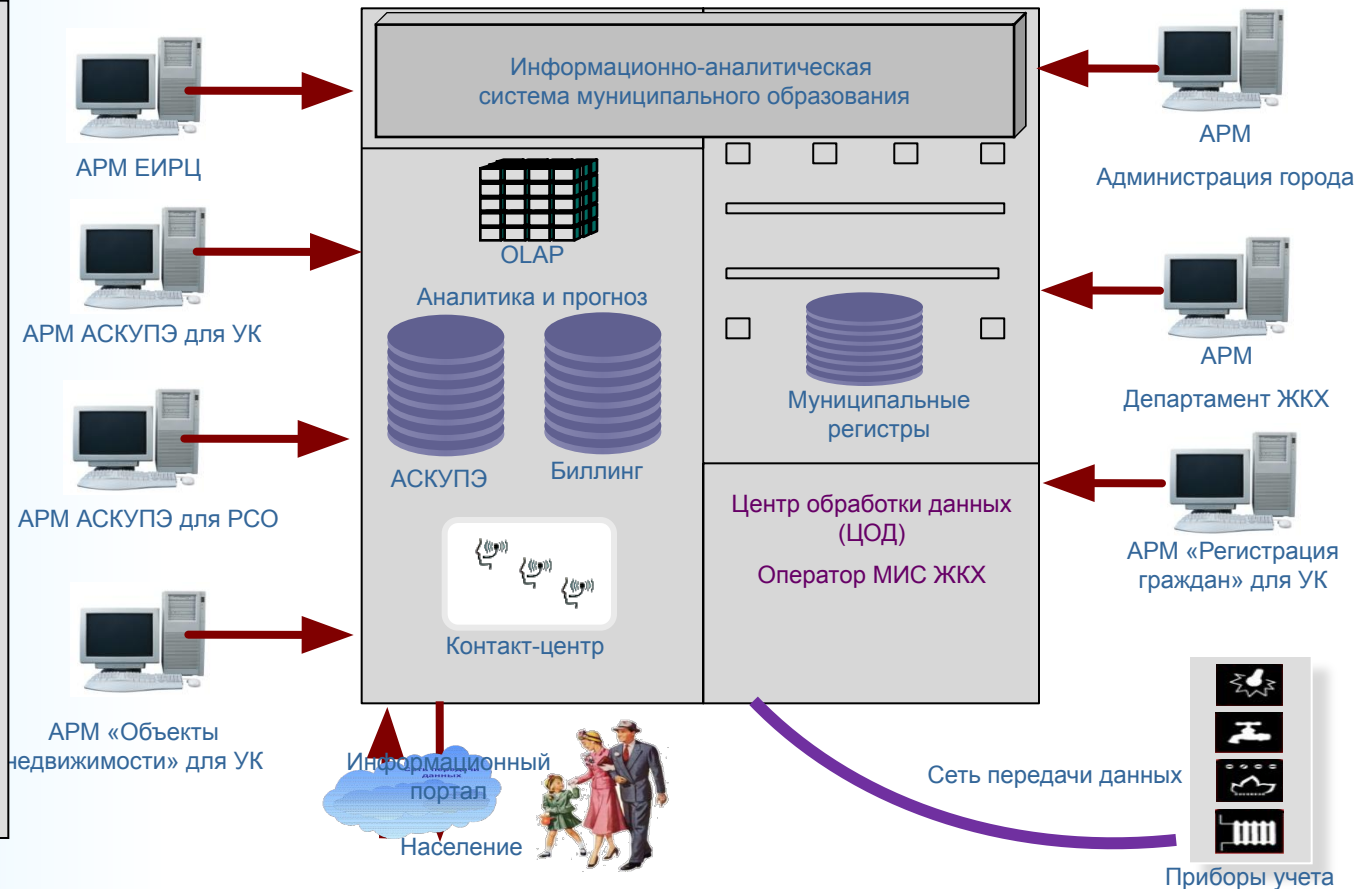 Информационно-аналитическая
система муниципального образования
АРМ ЕИРЦ
АРМ АСКУПЭ для УК
АРМ АСКУПЭ для РСО
АРМ «Объекты
недвижимости» для УК
OLAP
Аналитика и прогноз
АСКУПЭ
Биллинг
Контакт-центр
Муниципальные
регистры
Центр обработки данных
(ЦОД)
Оператор МИС ЖКХ
АРМ
Администрация города
АРМ
Департамент ЖКХ
АРМ «Регистрация
граждан» для УК
Информационный
портал
данных
Население
Сеть передачи данных
Приборы учета